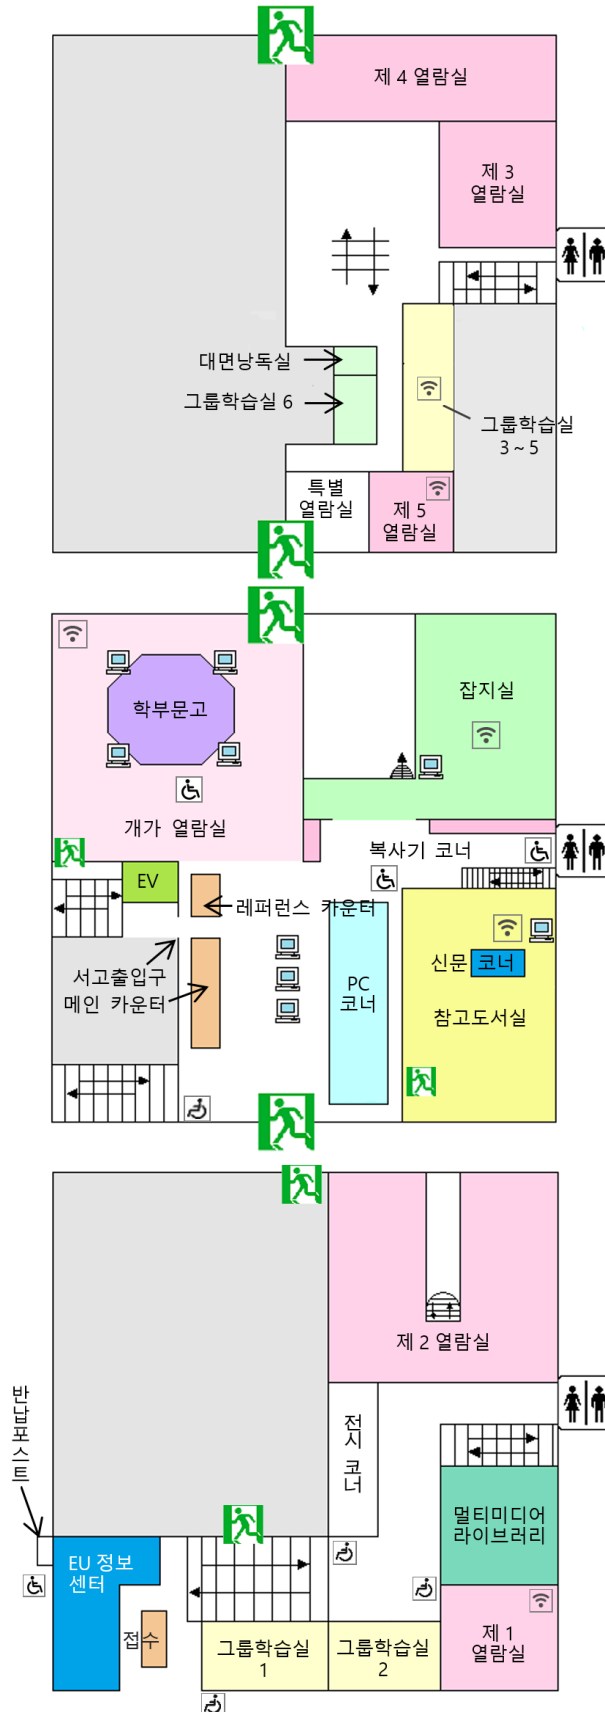 제 4 열람실
제 3
열람실
대면낭독실
그룹학습실 6
그룹학습실
3 ~ 5
특별
열람실
제 5
열람실
학부문고
잡지실
개가 열람실
복사기 코너
EV
레퍼런스 카운터
신문 코너
서고출입구
메인 카운터
PC
코너
참고도서실
제 2 열람실
반납포스트
전시 코너
멀티미디어
라이브러리
EU 정보
센터
접수
그룹학습실
1
그룹학습실
2
제 1
열람실